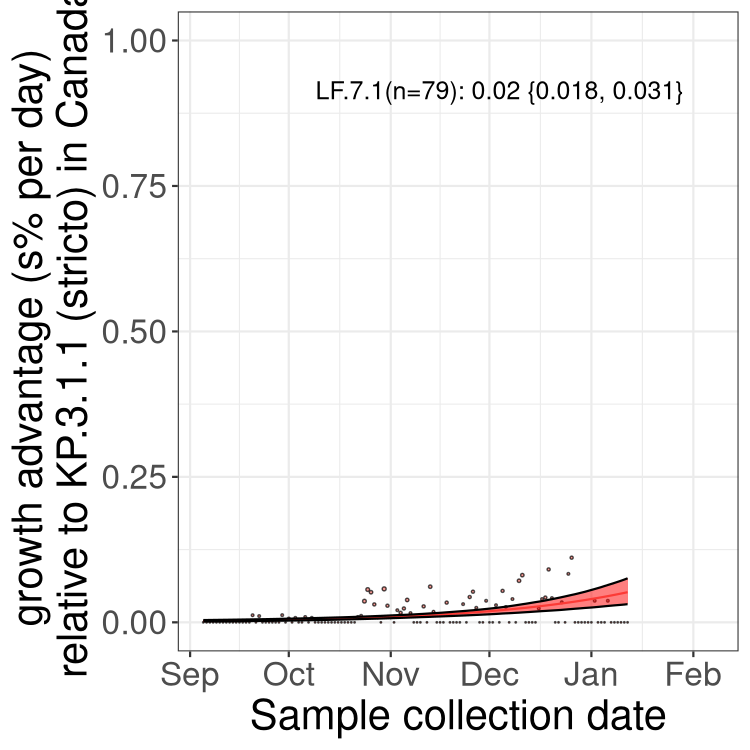 growth advantage (s% per day)
relative to KP.3.1.1 (stricto) in Canada
1.00
0.75
0.50
0.25
0.00
LF.7.1(n=79): 0.02 {0.018, 0.031}
Sep Oct Nov Dec Jan Feb
Sample collection date